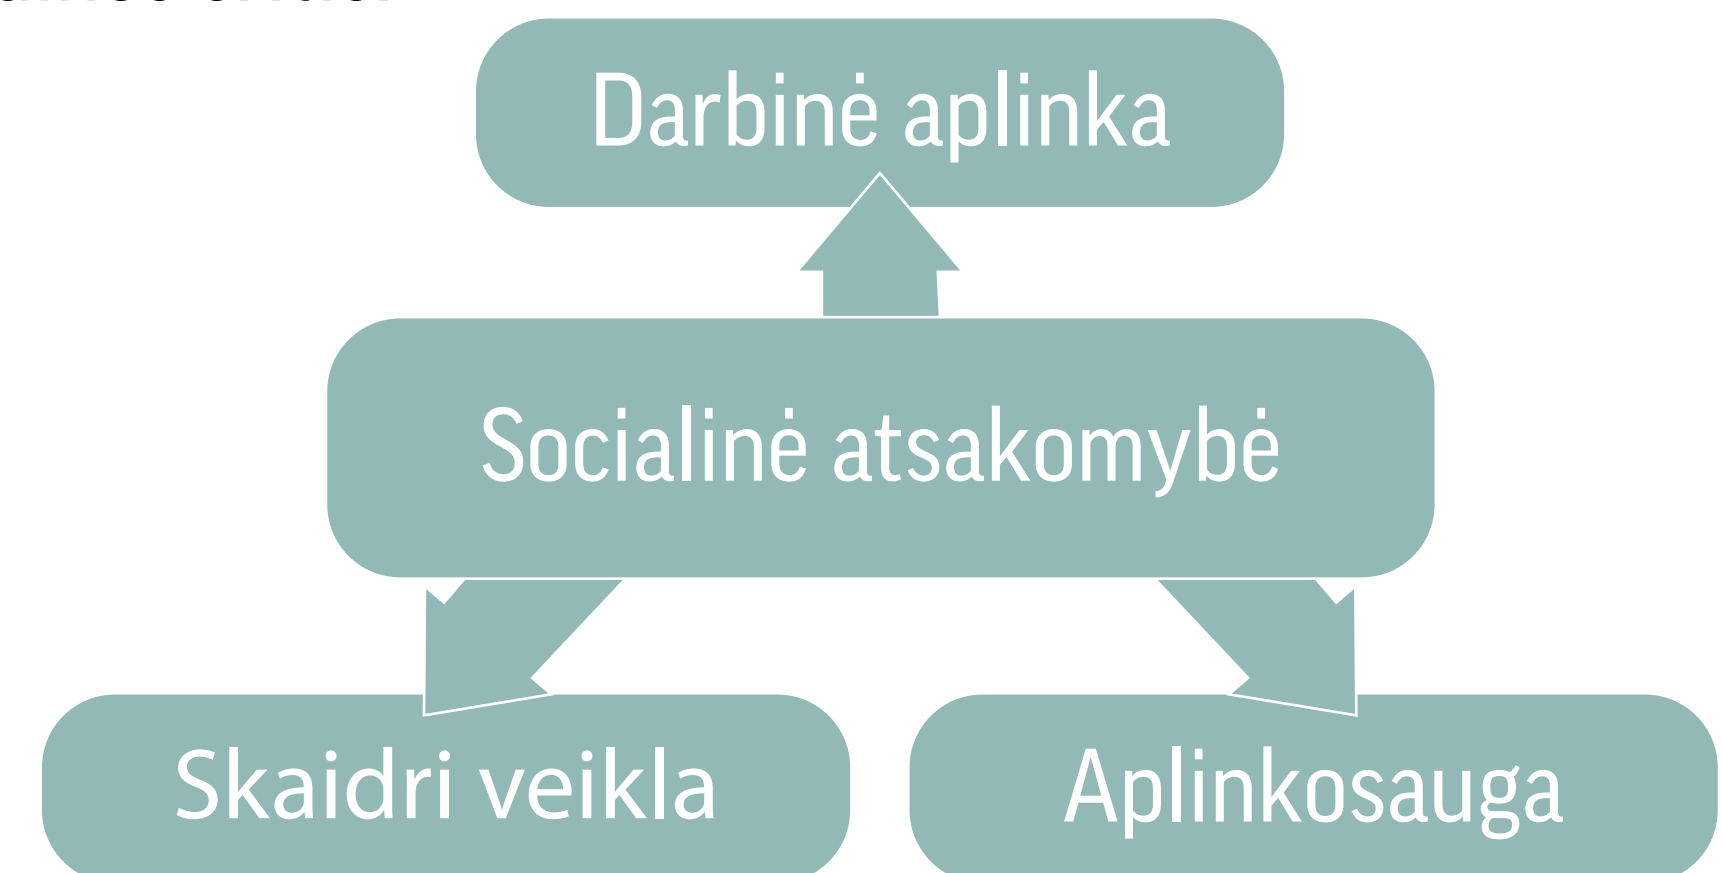 Darbinė aplinka
Socialinė atsakomybė
Skaidri veikla
Aplinkosauga